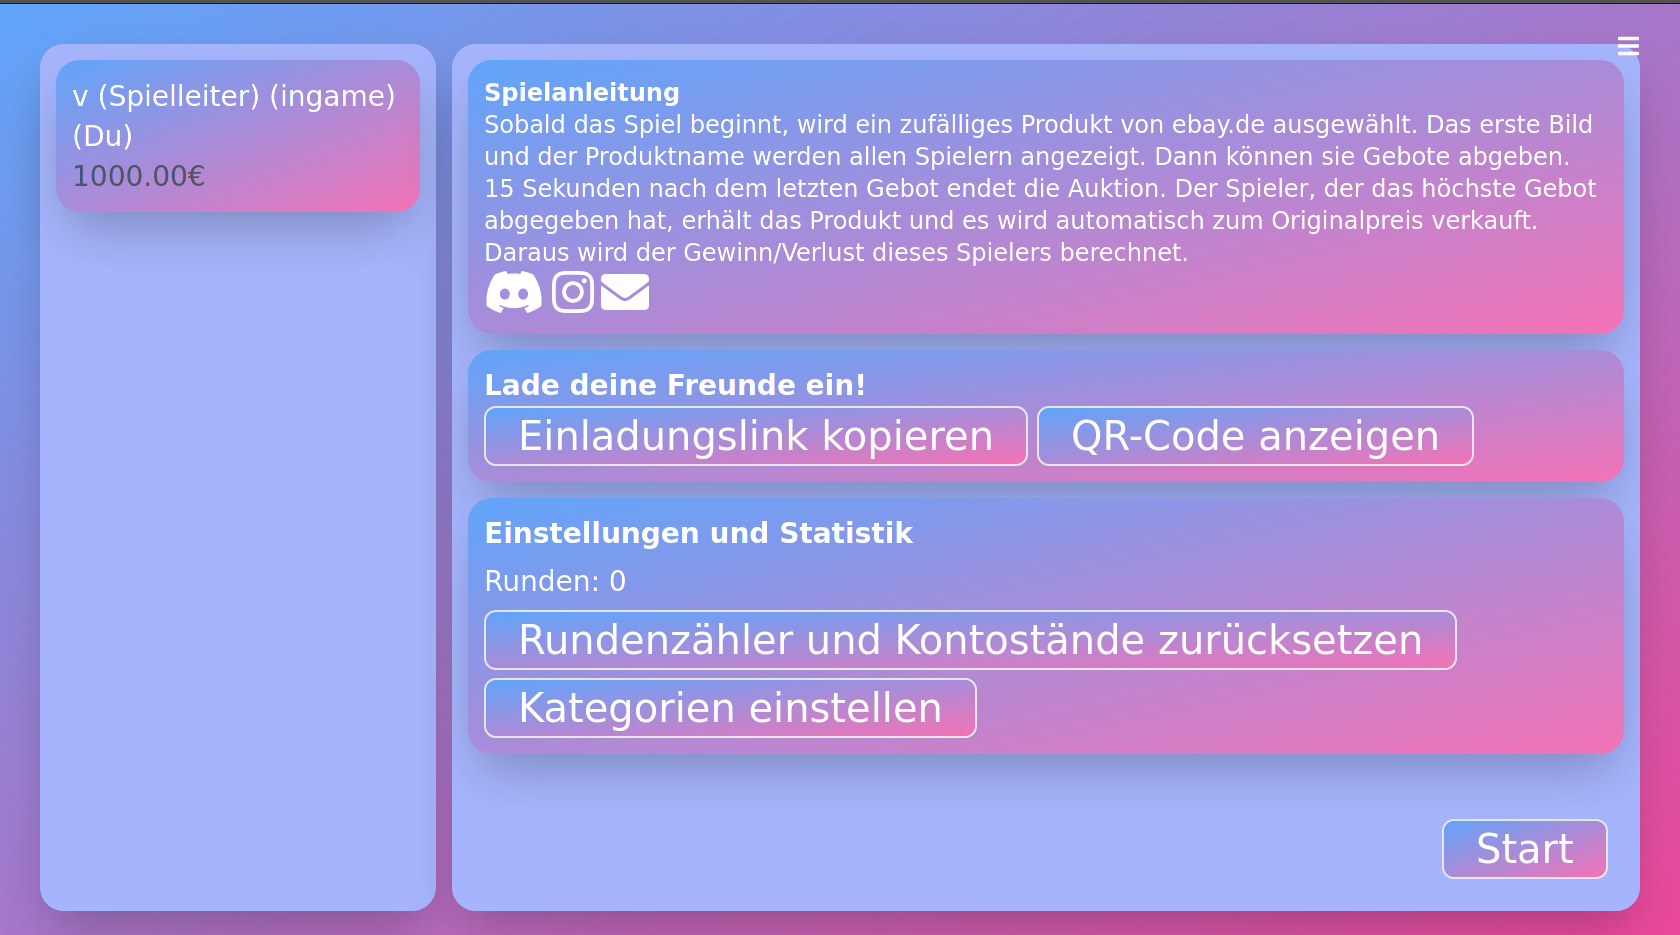 v (Spielleiter) (ingame)
(Du)
1000.00€
Spielanleitung
Sobald das Spiel beginnt, wird ein zufälliges Produkt von ebay.de ausgewählt. Das erste Bild
und der Produktname werden allen Spielern angezeigt. Dann können sie Gebote abgeben.
15 Sekunden nach dem letzten Gebot endet die Auktion. Der Spieler, der das höchste Gebot
abgegeben hat, erhält das Produkt und es wird automatisch zum Originalpreis verkauft.
Daraus wird der Gewinn/Verlust dieses Spielers berechnet.
Lade deine Freunde ein!
Einladungslink kopieren
QR-Code anzeigen
Einstellungen und Statistik
Runden: 0
Rundenzähler und Kontostände zurücksetzen
Kategorien einstellen
Start